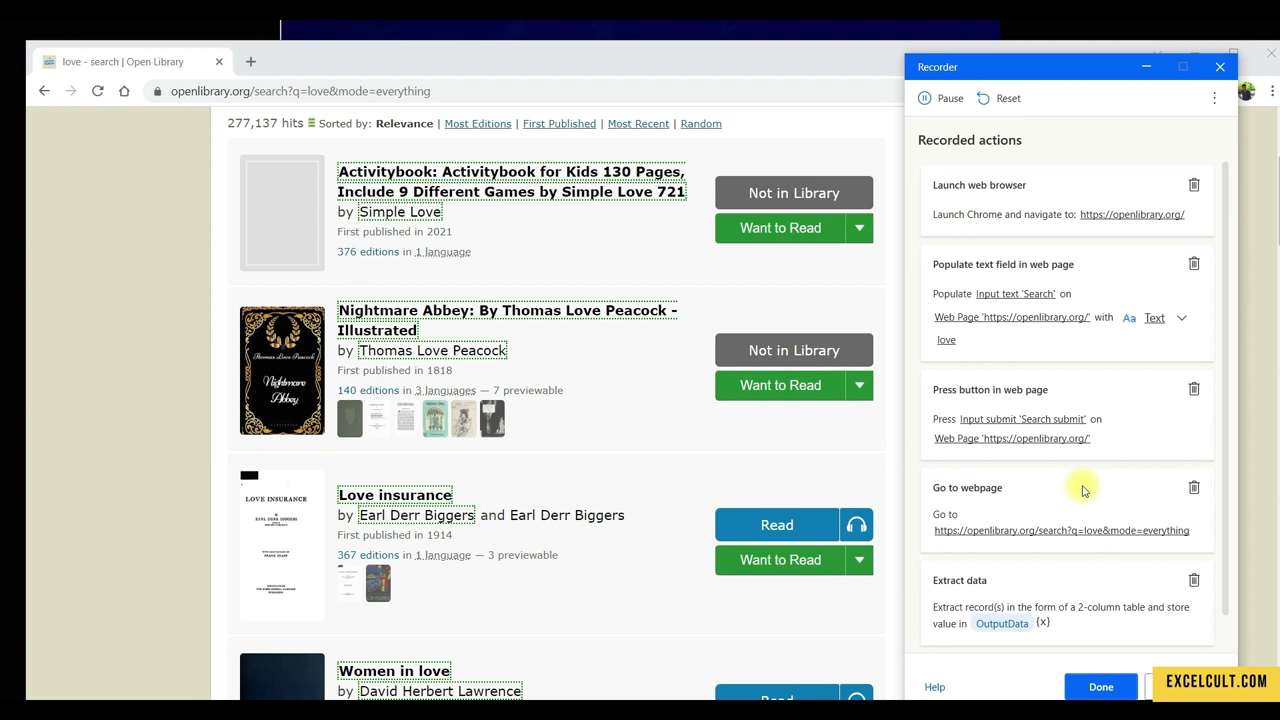 love - search | Open Library
openlibrary.org/search?q=love&mode=everything
277,137 hits Sorted by: Relevance | Most Editions | First Published | Most Recent | Random
Activitybook: Activitybook for Kids 130 Pages,
Include 9 Different Games by Simple Love 721
by Simple Love
First published in 2021
376 editions in 1 language
Not in Library
Want to Read
Nightmare Abbey: By Thomas Love Peacock -
Illustrated
by Thomas Love Peacock
First published in 1818
140 editions in 3 languages — 7 previewable
Not in Library
Want to Read
Thomas Love Peacock
Nightmare
Abbey
Love insurance
by Earl Derr Biggers and Earl Derr Biggers
First published in 1914
367 editions in 1 language — 3 previewable
Read
Want to Read
LOVE INSURANCE
EARL DERR BIGGERS
Women in love
by David Herbert Lawrence
Read
Recorder
Pause Reset
Recorded actions
Launch web browser
Launch Chrome and navigate to: https://openlibrary.org/
Populate text field in web page
Populate Input text 'Search' on
Web Page 'https://openlibrary.org/' with Aa Text
love
Press button in web page
Press Input submit 'Search submit' on
Web Page 'https://openlibrary.org/'
Go to webpage
Go to
https://openlibrary.org/search?q=love&mode=everything
Extract data
Extract record(s) in the form of a 2-column table and store
value in OutputData {x}
Help
Done
EXCELCULT.COM